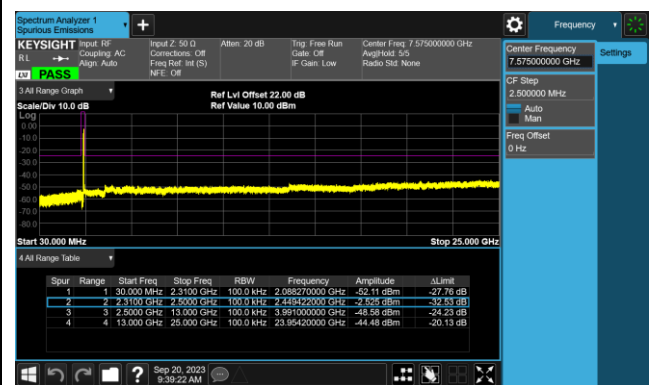 Spectrum Analyzer 1
Spurious Emissions
Frequency
KEYSIGHT
RL
LVI PASS
Input: RF
Coupling: AC
Align: Auto
Input Z: 50 Ω
Corrections: Off
Freq Ref: Int (S)
NFE: Off
Atten: 20 dB
Trig: Free Run
Gate: Off
IF Gain: Low
Center Freq: 7.575000000 GHz
Avg|Hold: 5/5
Radio Std: None
Center Frequency
7.575000000 GHz
Settings
CF Step
2.500000 MHz
Auto
Man
Freq Offset
0 Hz
3 All Range Graph
Scale/Div 10.0 dB
Ref Lvl Offset 22.00 dB
Ref Value 10.00 dBm
Log
0.00
-10.0
-20.0
-30.0
-40.0
-50.0
-60.0
-70.0
-80.0
Start 30.000 MHz
Stop 25.000 GHz
4 All Range Table
Spur Range Start Freq Stop Freq RBW Frequency Amplitude ΔLimit
1 1 30.000 MHz 2.3100 GHz 100.0 kHz 2.088270000 GHz -52.11 dBm -27.76 dB
2 2 2.3100 GHz 2.5000 GHz 100.0 kHz 2.449422000 GHz -2.525 dBm -32.53 dB
3 3 2.5000 GHz 13.000 GHz 100.0 kHz 3.991000000 GHz -48.58 dBm -24.23 dB
4 4 13.000 GHz 25.000 GHz 100.0 kHz 23.95420000 GHz -44.48 dBm -20.13 dB
Sep 20, 2023
9:39:22 AM